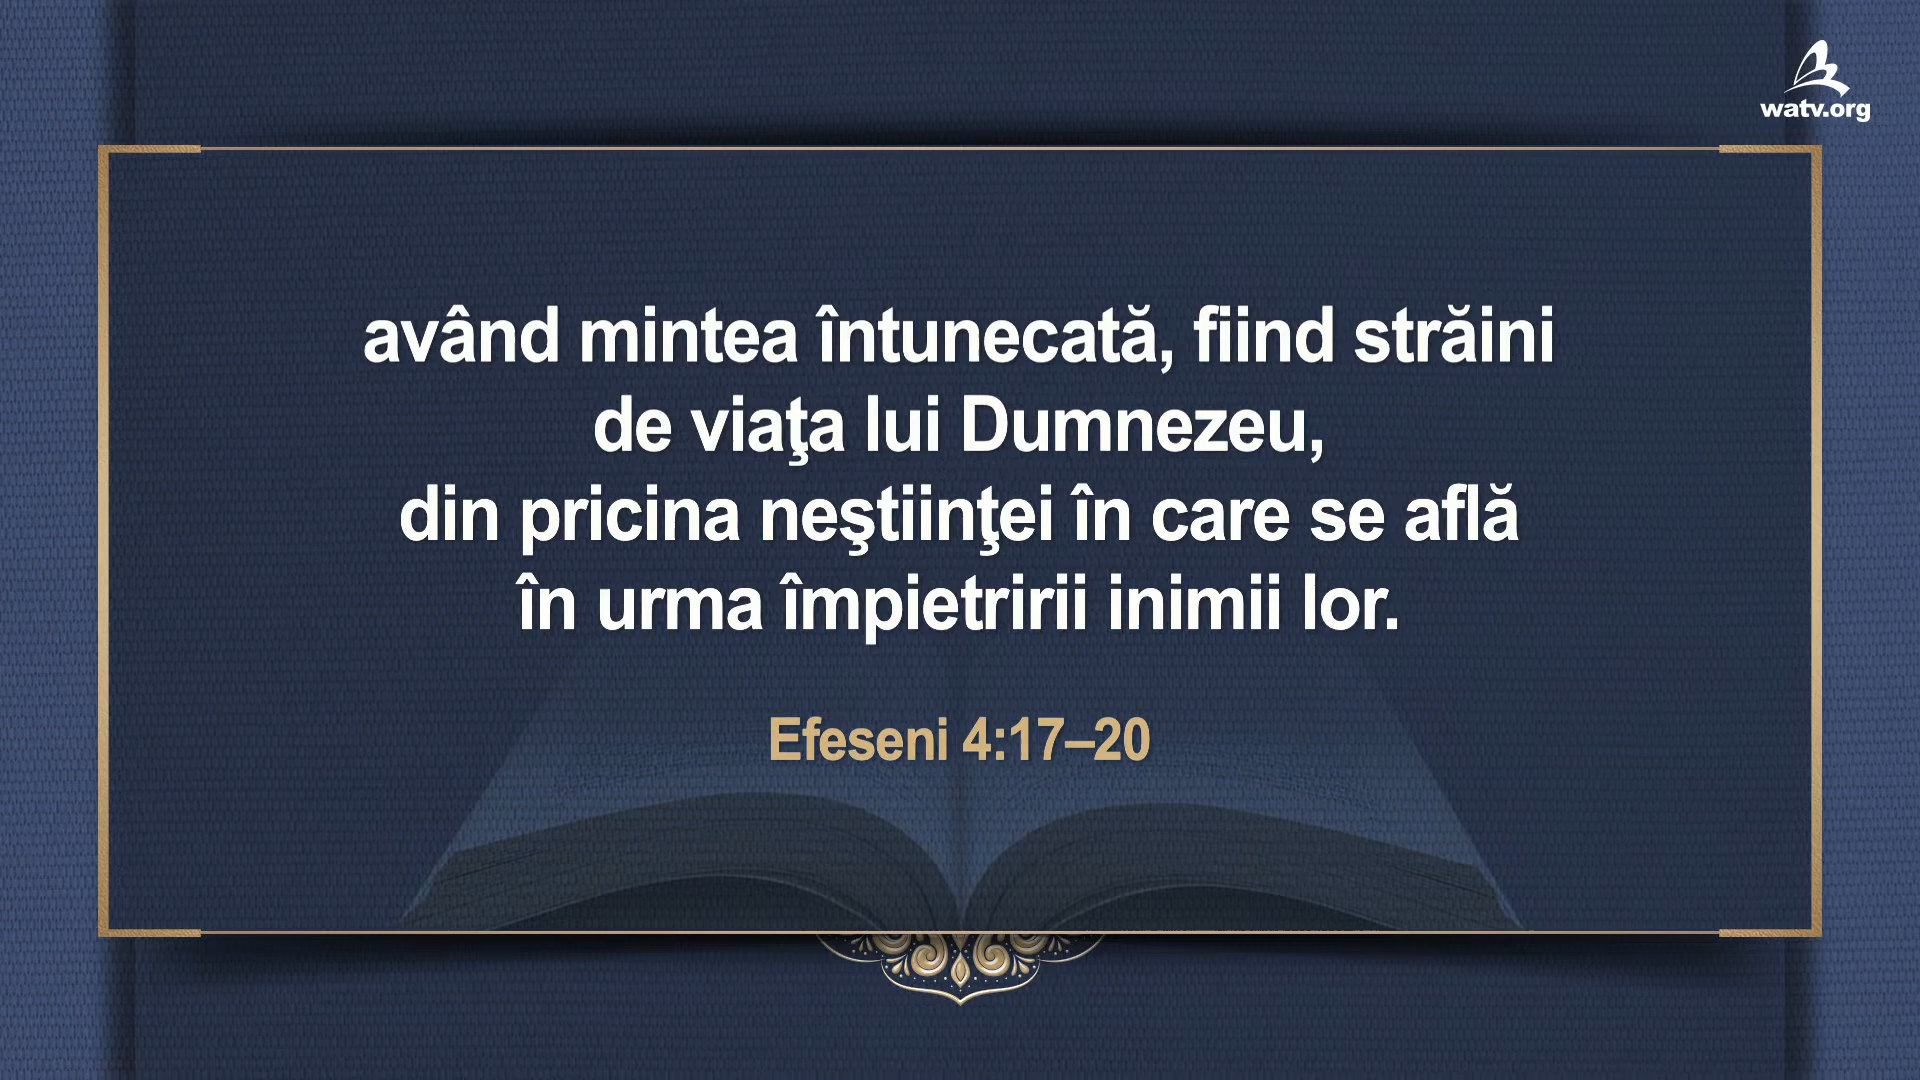 watv.org
având mintea întunecată, fiind străini
de viaţa lui Dumnezeu,
din pricina neştiinţei în care se află
în urma împietririi inimii lor.
Efeseni 4:17–20